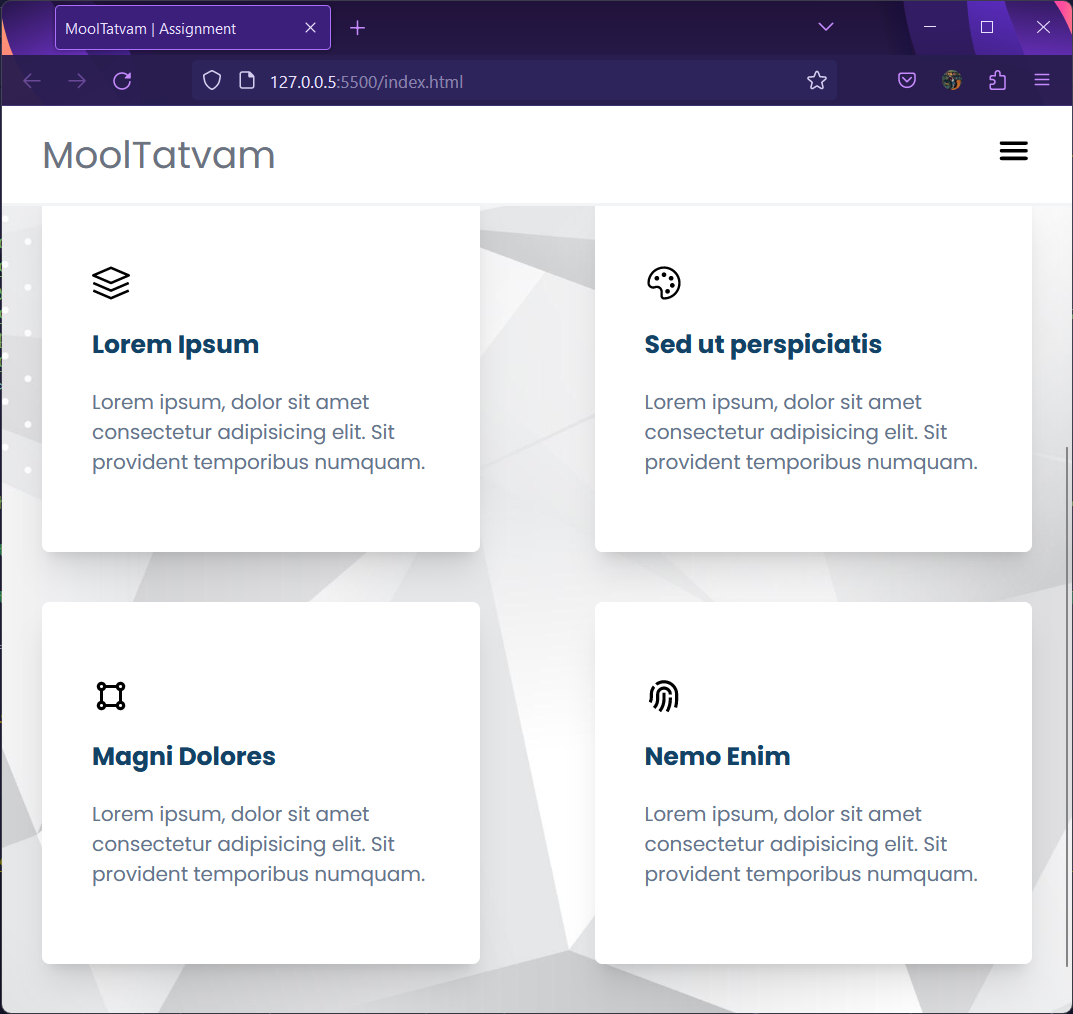 MoolTatvam | Assignment
127.0.0.5:5500/index.html
MoolTatvam
Lorem Ipsum
Lorem ipsum, dolor sit amet
consectetur adipisicing elit. Sit
provident temporibus numquam.
Sed ut perspiciatis
Lorem ipsum, dolor sit amet
consectetur adipisicing elit. Sit
provident temporibus numquam.
Magni Dolores
Lorem ipsum, dolor sit amet
consectetur adipisicing elit. Sit
provident temporibus numquam.
Nemo Enim
Lorem ipsum, dolor sit amet
consectetur adipisicing elit. Sit
provident temporibus numquam.